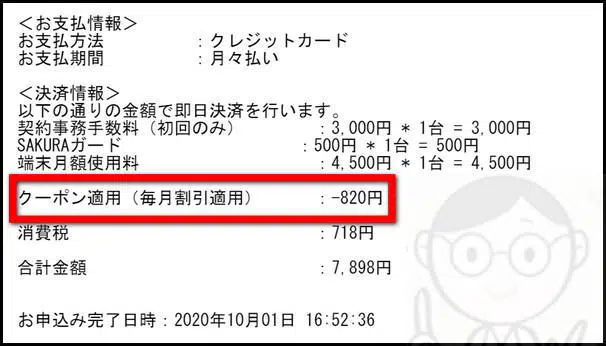 ＜お支払情報＞
お支払方法　　　　　：クレジットカード
お支払期間　　　　　：月々払い
＜決済情報＞
以下の通りの金額で即日決済を行います。
契約事務手数料（初回のみ）　　　　　：3,000円 * 1台 = 3,000円
SAKURAガード　　　　　　　　　　　：500円 * 1台 = 500円
端末月額使用料　　　　　　　　　　　：4,500円 * 1台 = 4,500円
クーポン適用（毎月割引適用）　　　　：-820円
消費税　　　　　　　　　　　　　　　：718円
合計金額　　　　　　　　　　　　　　：7,898円
お申込み完了日時：2020年10月01日 16:52:36